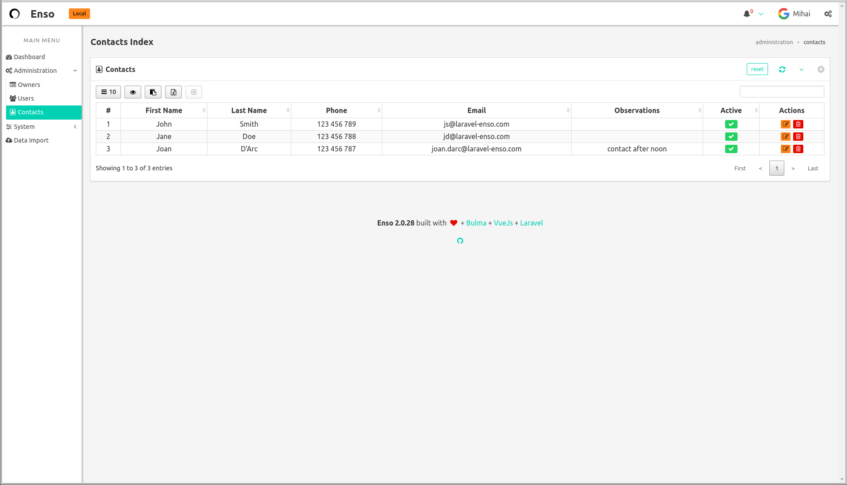 Enso Local 0 Mihai
MAIN MENU
Dashboard
Administration
Owners
Users
Contacts
System
Data Import
Contacts Index administration contacts
Contacts reset
10
# First Name Last Name Phone Email Observations Active Actions
1 John Smith 123 456 789 js@laravel-enso.com
2 Jane Doe 123 456 788 jd@laravel-enso.com
3 Joan D'Arc 123 456 787 joan.darc@laravel-enso.com contact after noon
Showing 1 to 3 of 3 entries First < 1 > Last
Enso 2.0.28 built with + Bulma + VueJs + Laravel